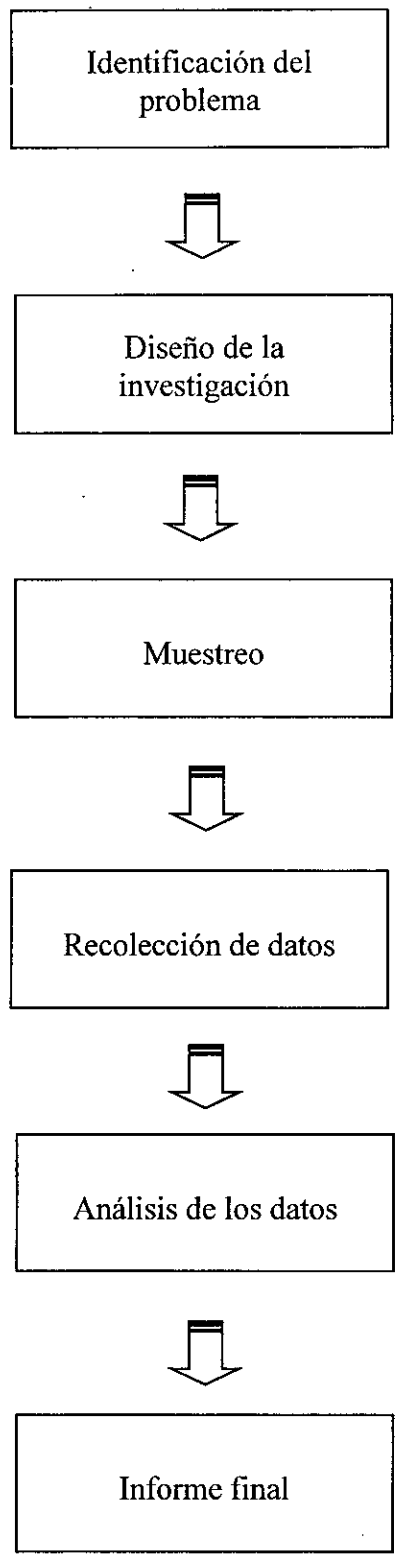 Identificación del
problema
Diseño de la
investigación
Muestreo
Recolección de datos
Análisis de los datos
Informe final